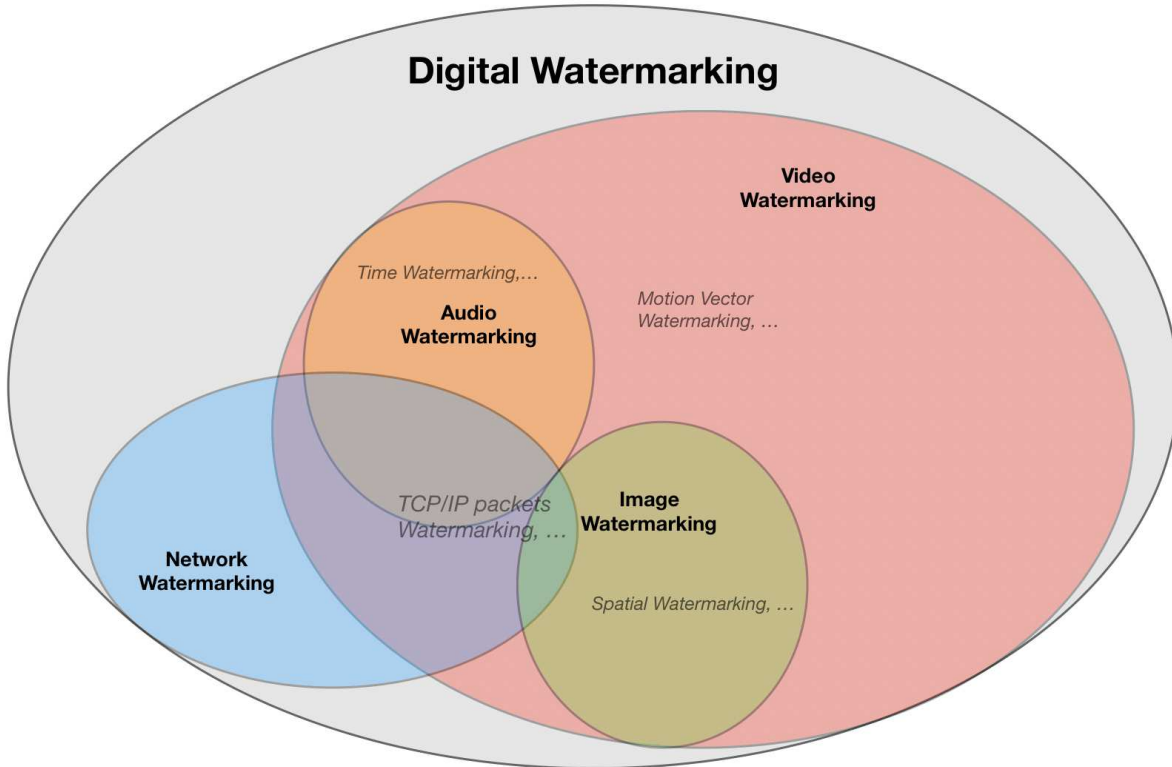 Digital Watermarking
Video
Watermarking
Time Watermarking,...
Motion Vector
Watermarking, ...
Audio
Watermarking
TCP/IP packets
Watermarking, ...
Image
Watermarking
Network
Watermarking
Spatial Watermarking, ...